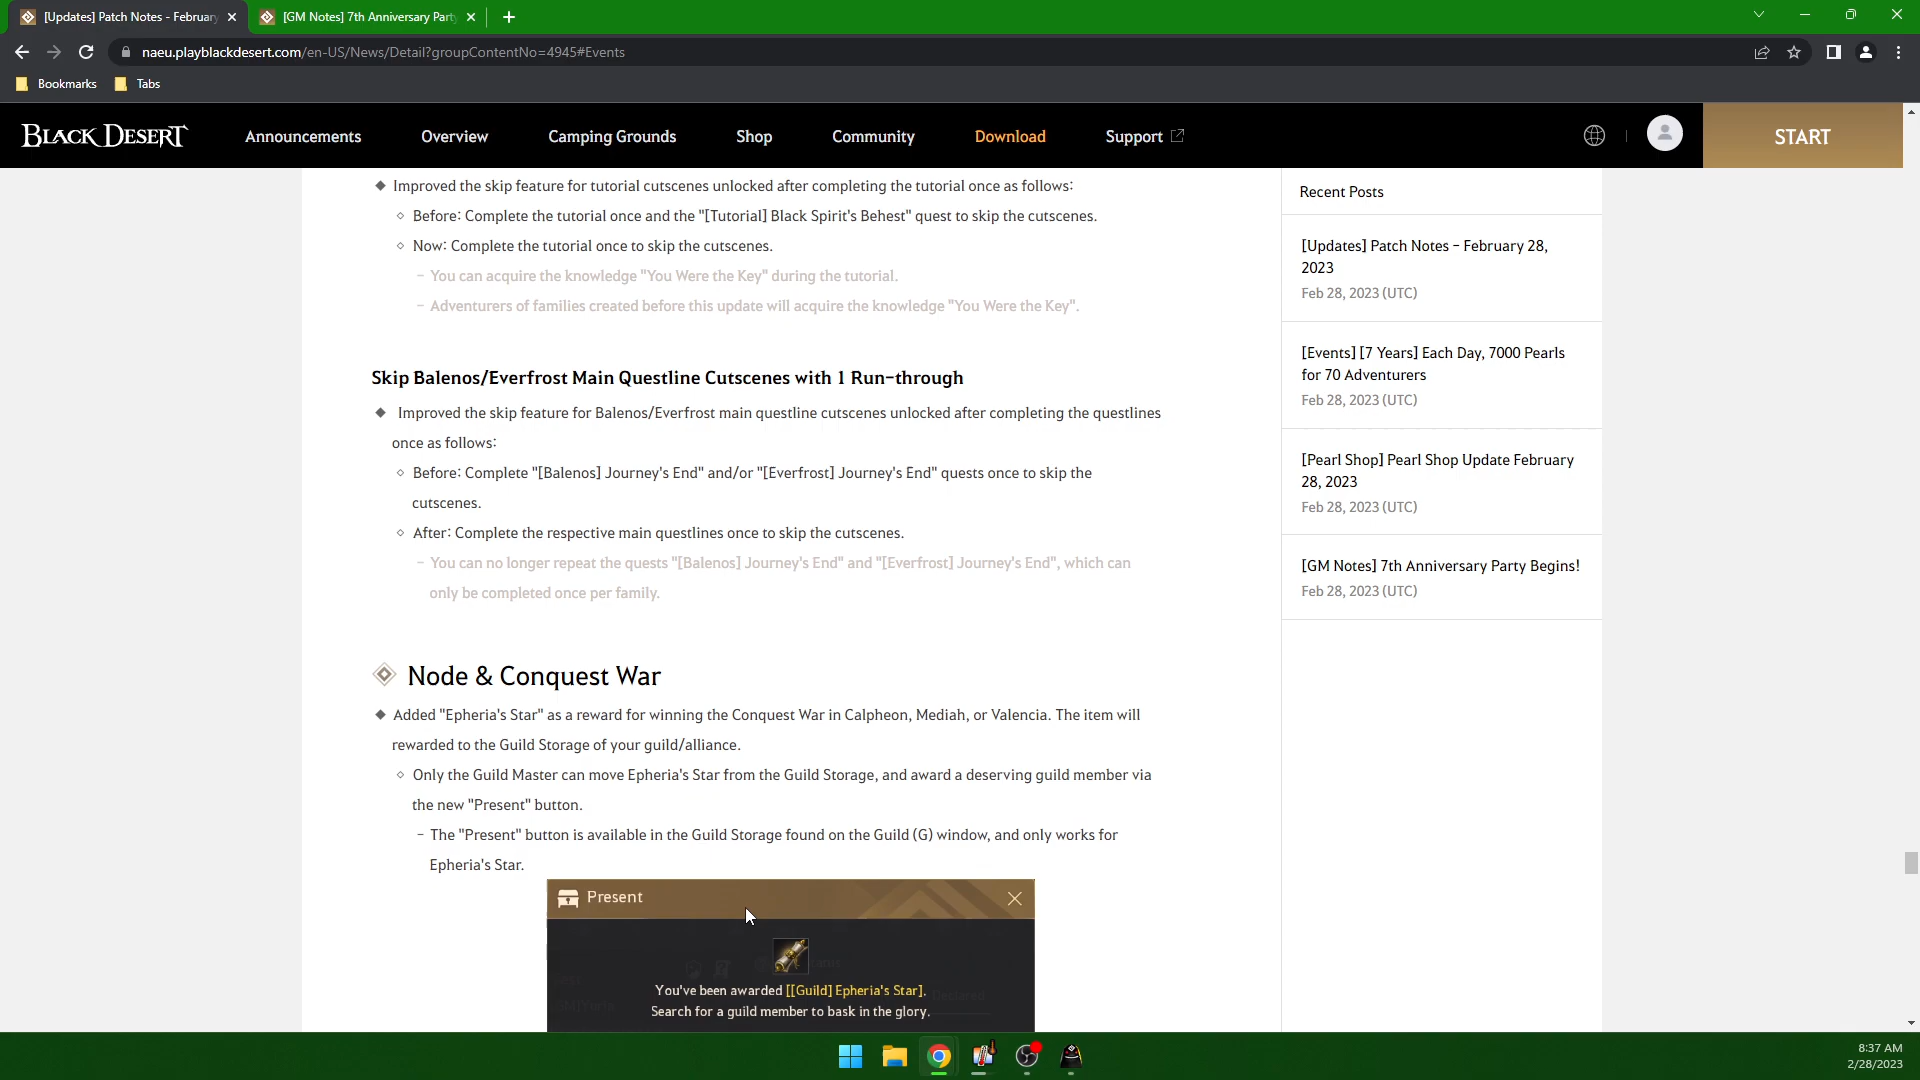 [Updates] Patch Notes - February
[GM Notes] 7th Anniversary Part
naeu.playblackdesert.com/en-US/News/Detail?groupContentNo=4945#Events
Bookmarks
Tabs
BLACK DESERT
Announcements
Overview
Camping Grounds
Shop
Community
Download
Support
START
Improved the skip feature for tutorial cutscenes unlocked after completing the tutorial once as follows:
Before: Complete the tutorial once and the "[Tutorial] Black Spirit's Behest" quest to skip the cutscenes.
Now: Complete the tutorial once to skip the cutscenes.
- You can acquire the knowledge "You Were the Key" during the tutorial.
- Adventurers of families created before this update will acquire the knowledge "You Were the Key".
Skip Balenos/Everfrost Main Questline Cutscenes with 1 Run-through
Improved the skip feature for Balenos/Everfrost main questline cutscenes unlocked after completing the questlines
once as follows:
Before: Complete "[Balenos] Journey's End" and/or "[Everfrost] Journey's End" quests once to skip the
cutscenes.
After: Complete the respective main questlines once to skip the cutscenes.
- You can no longer repeat the quests "[Balenos] Journey's End" and "[Everfrost] Journey's End", which can
only be completed once per family.
Node & Conquest War
Added "Epheria's Star" as a reward for winning the Conquest War in Calpheon, Mediah, or Valencia. The item will
rewarded to the Guild Storage of your guild/alliance.
Only the Guild Master can move Epheria's Star from the Guild Storage, and award a deserving guild member via
the new "Present" button.
- The "Present" button is available in the Guild Storage found on the Guild (G) window, and only works for
Epheria's Star.
Present
You've been awarded [[Guild] Epheria's Star].
Search for a guild member to bask in the glory.
Recent Posts
[Updates] Patch Notes - February 28,
2023
Feb 28, 2023 (UTC)
[Events] [7 Years] Each Day, 7000 Pearls
for 70 Adventurers
Feb 28, 2023 (UTC)
[Pearl Shop] Pearl Shop Update February
28, 2023
Feb 28, 2023 (UTC)
[GM Notes] 7th Anniversary Party Begins!
Feb 28, 2023 (UTC)
8:37 AM
2/28/2023